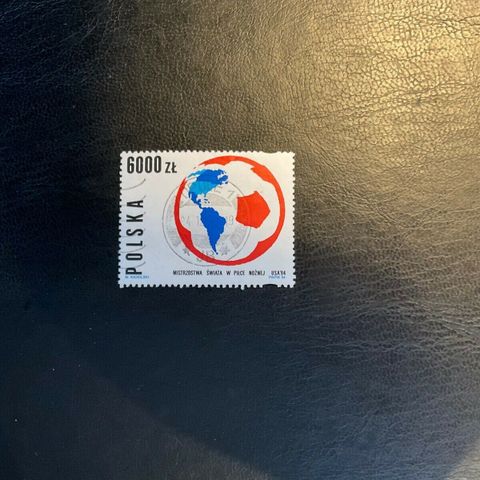 6000 ZŁ
POLSKA
MISTRZOSTWA ŚWIATA W PIŁCE NOŻNEJ USA'94